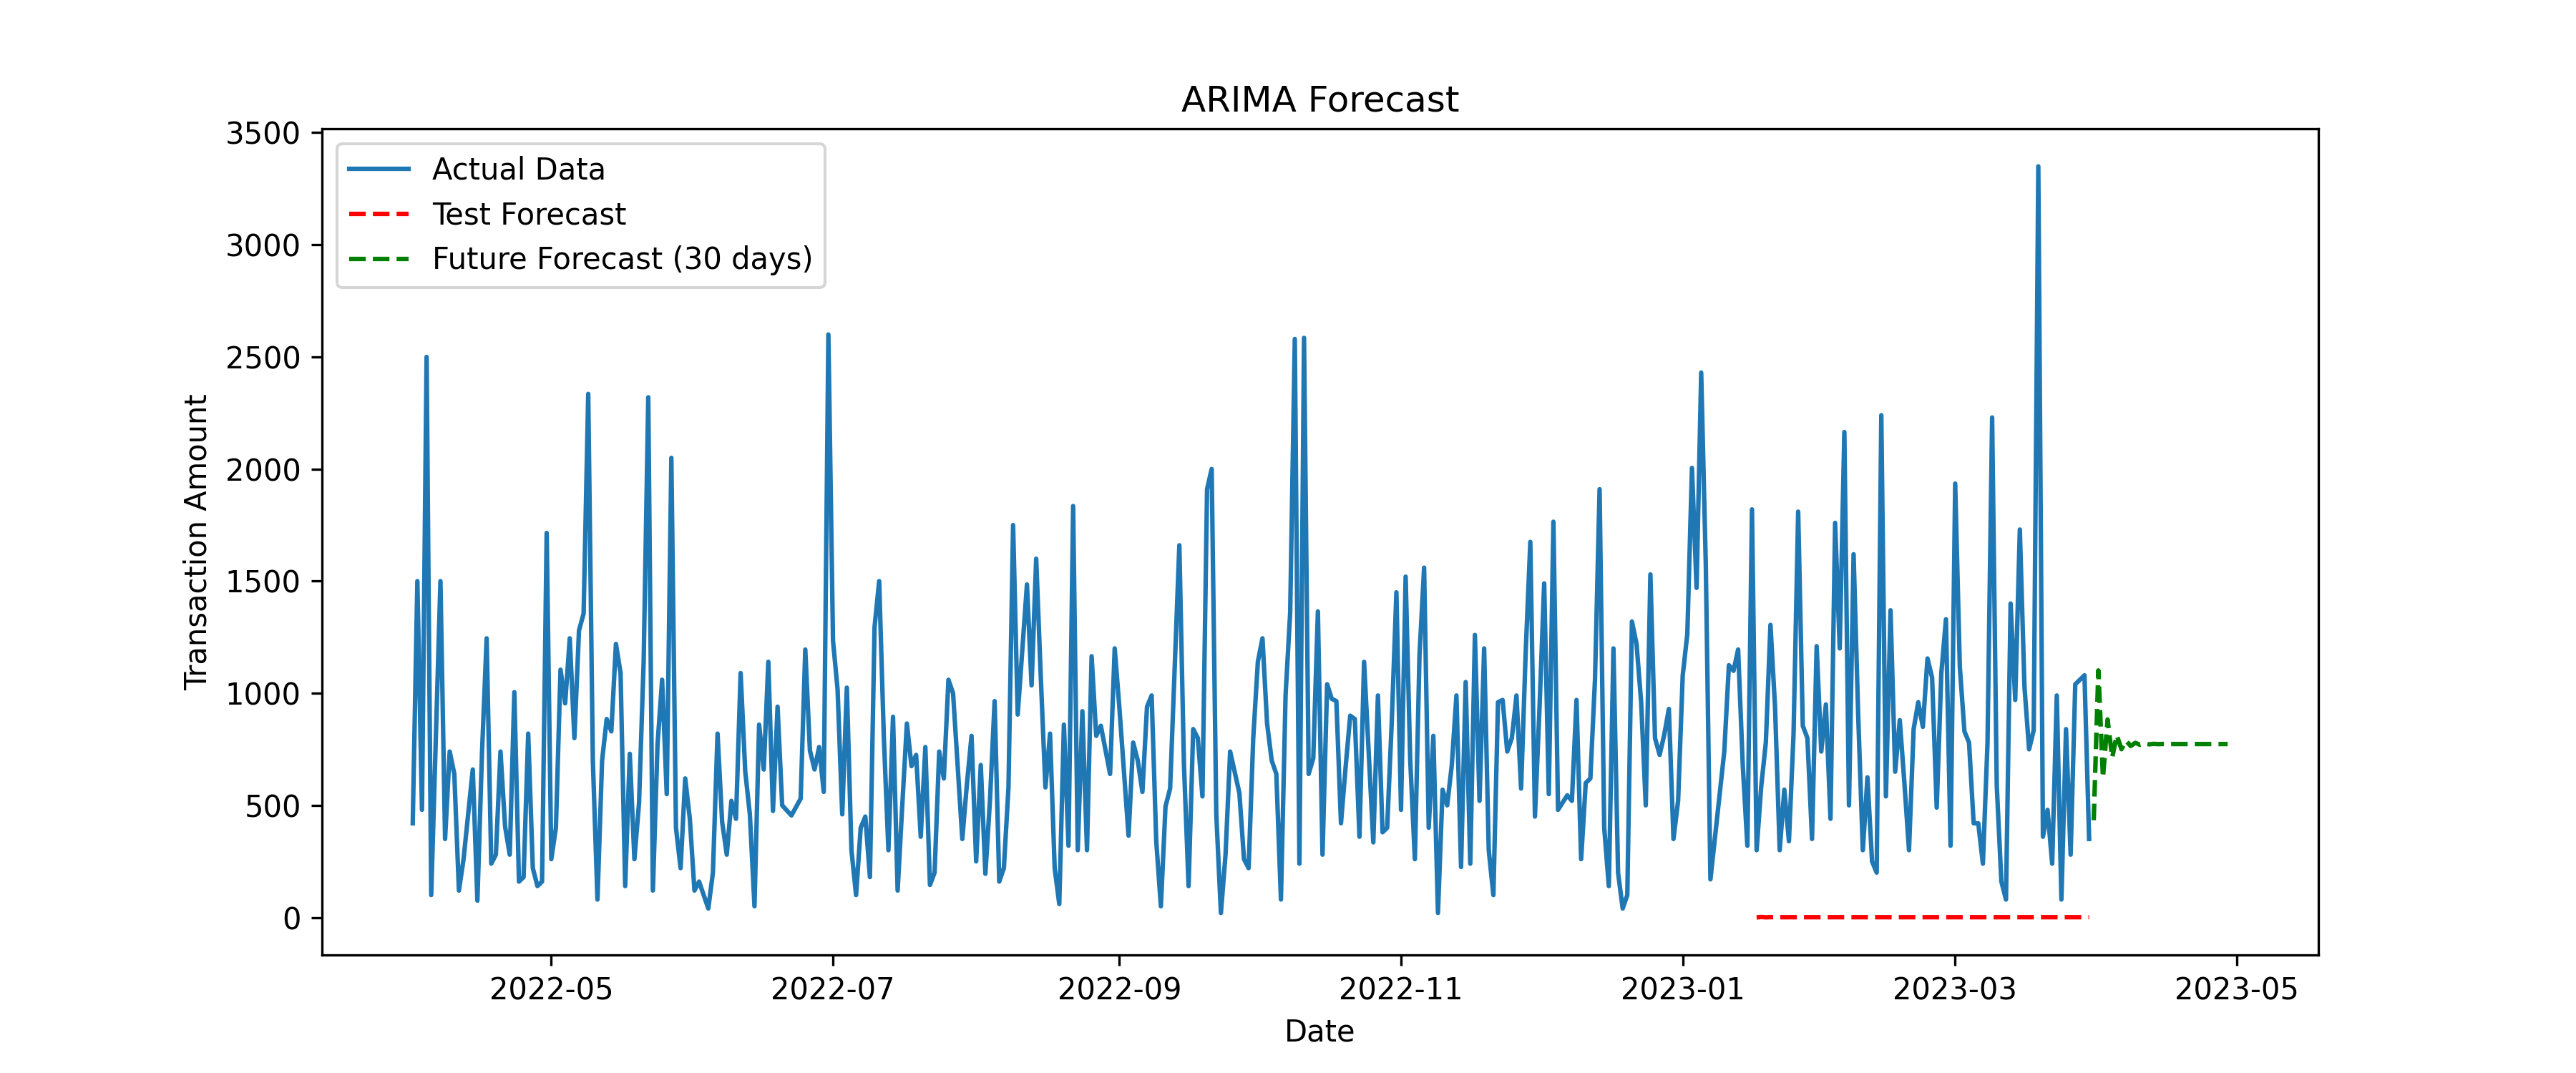 ARIMA Forecast
Actual Data
Test Forecast
Future Forecast (30 days)
Transaction Amount
3500
3000
2500
2000
1500
1000
500
0
2022-05
2022-07
2022-09
2022-11
2023-01
2023-03
2023-05
Date